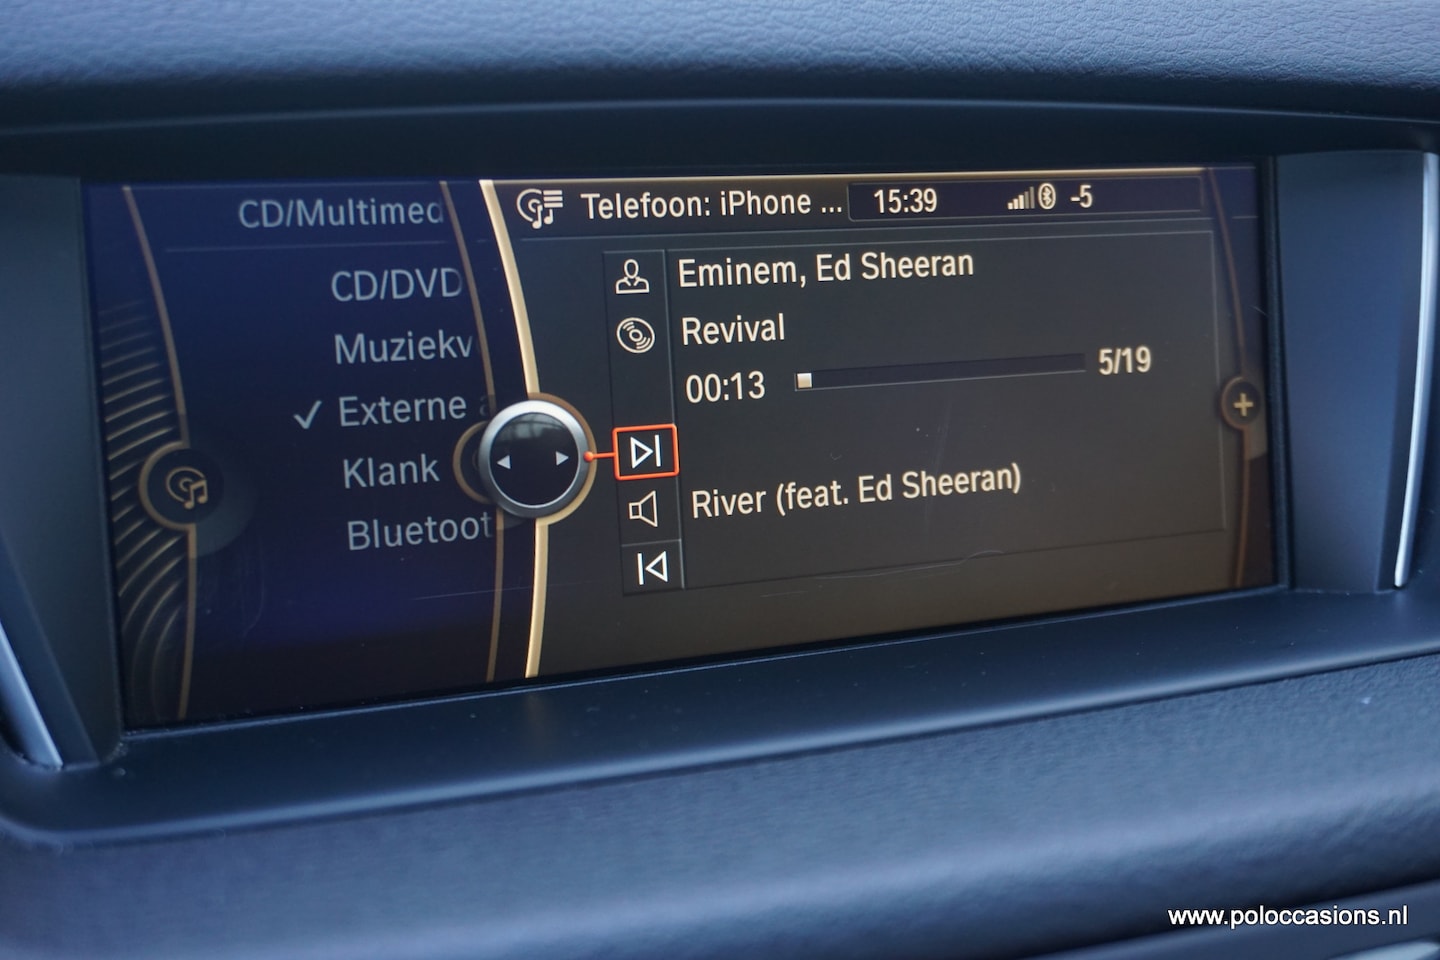 CD/Multimed
CD/DVD
Muziekv
Externe
Klank
Bluetoot
Telefoon: iPhone ...
15:39
-5
Eminem, Ed Sheeran
Revival
00:13
5/19
River (feat. Ed Sheeran)
www.poloccasions.nl